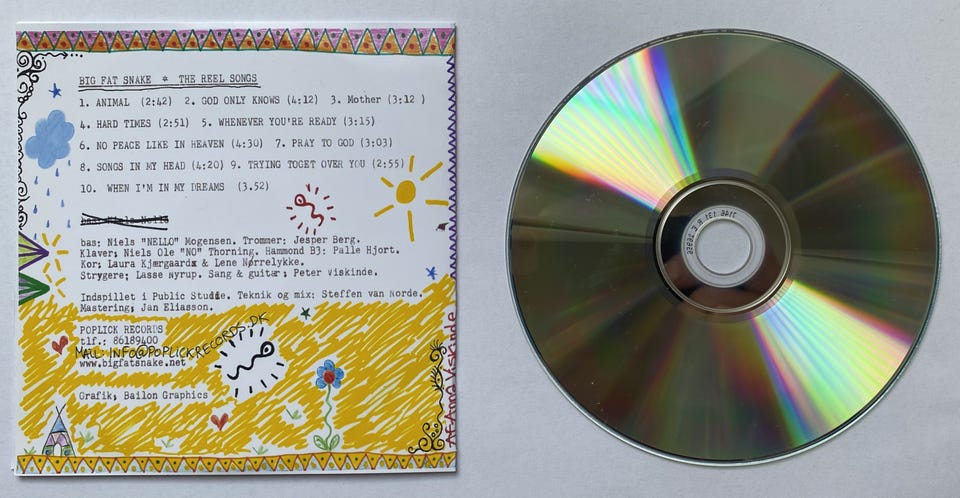 BIG FAT SNAKE * THE REEL SONGS
1. ANIMAL (2:42) 2. GOD ONLY KNOWS (4:12) 3. Mother (3:12 )
4. HARD TIMES (2:51) 5. WHENEVER YOU'RE READY (3:15)
6. NO PEACE LIKE IN HEAVEN (4:30) 7. PRAY TO GOD (3:03)
8. SONGS IN MY HEAD (4:20) 9. TRYING TOGET OVER YOU (2:55)
10. WHEN I'M IN MY DREAMS (3.52)
bas: Niels "NELLO" Mogensen. Trommer: Jesper Berg.
Klaver; Niels Ole "NO" Thorning. Hammond B3: Palle Hjort.
Kor; Laura Kjærgaard& Lene Nørrelykke.
Strygere; Lasse Nyrup. Sang & guitar; Peter Viskinde.
Indspillet i Public Studie. Teknik og mix: Steffen van Norde.
Mastering; Jan Eliasson.
POPLICK RECORDS
tlf.: 86189400
MAIL: INFO@POPLICKRECORDS.DK
www.bigfatsnake.net
Grafik; Bailon Graphics
AF Anna Viskinde